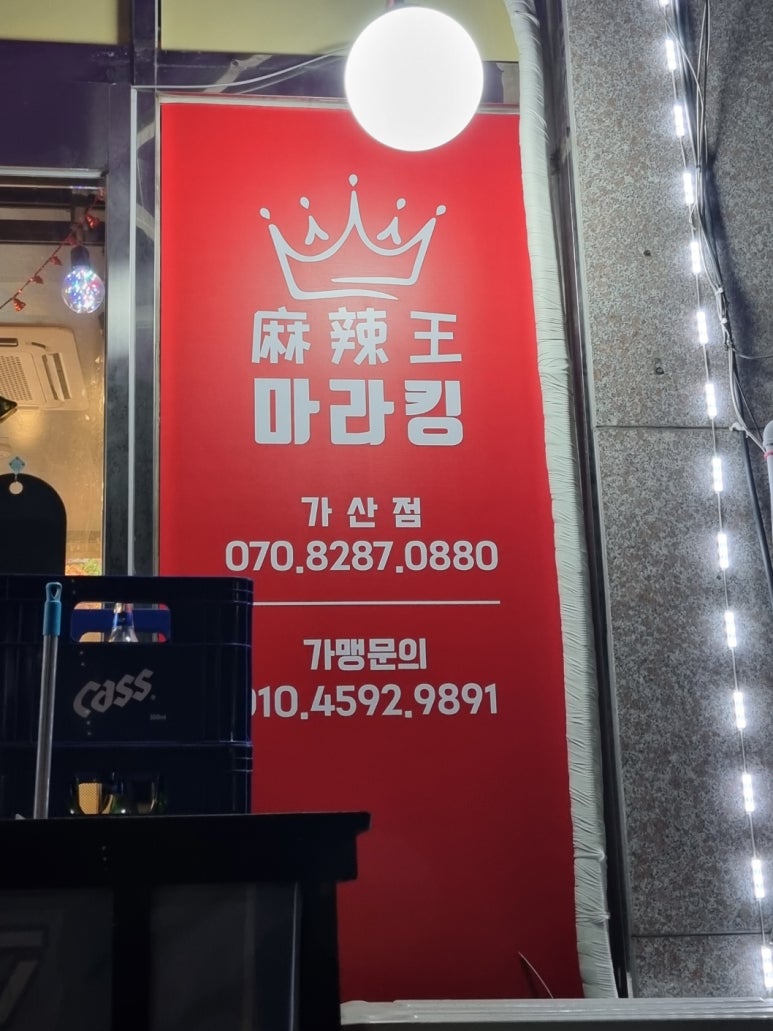 麻辣王
마라킹
가산점
070.8287.0880
가맹문의
010.4592.9891
cass